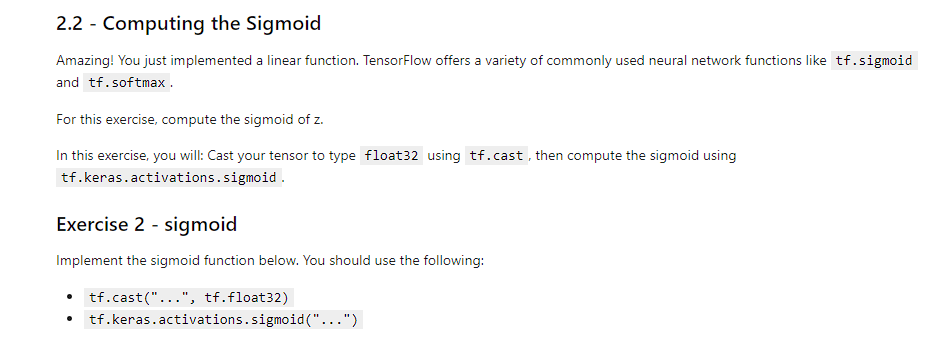 2.2 - Computing the Sigmoid
Amazing! You just implemented a linear function. TensorFlow offers a variety of commonly used neural network functions like tf.sigmoid
and tf.softmax.
For this exercise, compute the sigmoid of z.
In this exercise, you will: Cast your tensor to type float32 using tf.cast, then compute the sigmoid using
tf.keras.activations.sigmoid.
Exercise 2 - sigmoid
Implement the sigmoid function below. You should use the following:
• tf.cast("...", tf.float32)
• tf.keras.activations.sigmoid("...")